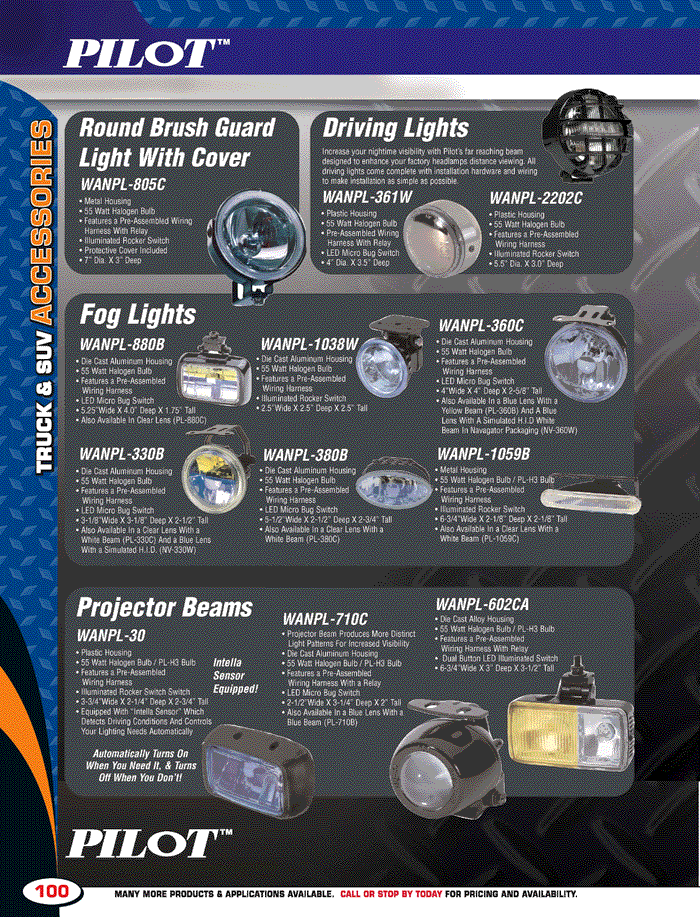 PILOT™
TRUCK & SUV ACCESSORIES
Round Brush Guard
Light With Cover
WANPL-805C
• Metal Housing
• 55 Watt Halogen Bulb
• Features a Pre-Assembled Wiring
Harness With Relay
• Illuminated Rocker Switch
• Protective Cover Included
• 7" Dia. X 3" Deep
Driving Lights
Increase your nightime visibility with Pilot's far reaching beam
designed to enhance your factory headlamps distance viewing. All
driving lights come complete with installation hardware and wiring
to make installation as simple as possible.
WANPL-361W
• Plastic Housing
• 55 Watt Halogen Bulb
• Pre-Assembled Wiring
Harness With Relay
• LED Micro Bug Switch
• 4" Dia. X 3.5" Deep
WANPL-2202C
• Plastic Housing
• 55 Watt Halogen Bulb
• Features a Pre-Assembled
Wiring Harness
• Illuminated Rocker Switch
• 5.5" Dia. X 3.0" Deep
Fog Lights
WANPL-880B
• Die Cast Aluminum Housing
• 55 Watt Halogen Bulb
• Features a Pre-Assembled
Wiring Harness
• LED Micro Bug Switch
• 5.25"Wide X 4.0" Deep X 1.75" Tall
• Also Available In Clear Lens (PL-880C)
WANPL-1038W
• Die Cast Aluminum Housing
• 55 Watt Halogen Bulb
• Features a Pre-Assembled
Wiring Harness
• Illuminated Rocker Switch
• 2.5"Wide X 2.5" Deep X 2.5" Tall
WANPL-360C
• Die Cast Aluminum Housing
• 55 Watt Halogen Bulb
• Features a Pre-Assembled
Wiring Harness
• LED Micro Bug Switch
• 4"Wide X 4" Deep X 2-5/8" Tall
• Also Available In a Blue Lens With a
Yellow Beam (PL-360B) And A Blue
Lens With A Simulated H.I.D White
Beam In Navagator Packaging (NV-360W)
WANPL-330B
• Die Cast Aluminum Housing
• 55 Watt Halogen Bulb
• Features a Pre-Assembled
Wiring Harness
• LED Micro Bug Switch
• 3-1/8"Wide X 3-1/8" Deep X 2-1/2" Tall
• Also Available In a Clear Lens With a
White Beam (PL-330C) And a Blue Lens
With a Simulated H.I.D. (NV-330W)
WANPL-380B
• Die Cast Aluminum Housing
• 55 Watt Halogen Bulb
• Features a Pre-Assembled
Wiring Harness
• LED Micro Bug Switch
• 5-1/2"Wide X 2-1/2" Deep X 2-3/4" Tall
• Also Available In a Clear Lens With a
White Beam (PL-380C)
WANPL-1059B
• Metal Housing
• 55 Watt Halogen Bulb / PL-H3 Bulb
• Features a Pre-Assembled
Wiring Harness
• Illuminated Rocker Switch
• 6-3/4"Wide X 2-1/8" Deep X 2-1/8" Tall
• Also Available In a Clear Lens With a
White Beam (PL-1059C)
Projector Beams
WANPL-30
• Plastic Housing
• 55 Watt Halogen Bulb / PL-H3 Bulb
• Features a Pre-Assembled
Wiring Harness
• Illuminated Rocker Switch Switch
• 3-3/4"Wide X 2-1/4" Deep X 2-3/4" Tall
• Equipped With "Intella Sensor" Which
Detects Driving Conditions And Controls
Your Lighting Needs Automatically
Intella
Sensor
Equipped!
Automatically Turns On
When You Need It, & Turns
Off When You Don't!
WANPL-710C
• Projector Beam Produces More Distinct
Light Patterns For Increased Visibility
• Die Cast Aluminum Housing
• 55 Watt Halogen Bulb / PL-H3 Bulb
• Features a Pre-Assembled
Wiring Harness With a Relay
• LED Micro Bug Switch
• 2-1/2"Wide X 3-1/4" Deep X 2" Tall
• Also Available In a Blue Lens With a
Blue Beam (PL-710B)
WANPL-602CA
• Die Cast Alloy Housing
• 55 Watt Halogen Bulb / PL-H3 Bulb
• Features a Pre-Assembled
Wiring Harness With Relay
• Dual Button LED Illuminated Switch
• 6-3/4"Wide X 3" Deep X 3-1/2" Tall
PILOT™
100
MANY MORE PRODUCTS & APPLICATIONS AVAILABLE. CALL OR STOP BY TODAY FOR PRICING AND AVAILABILITY.